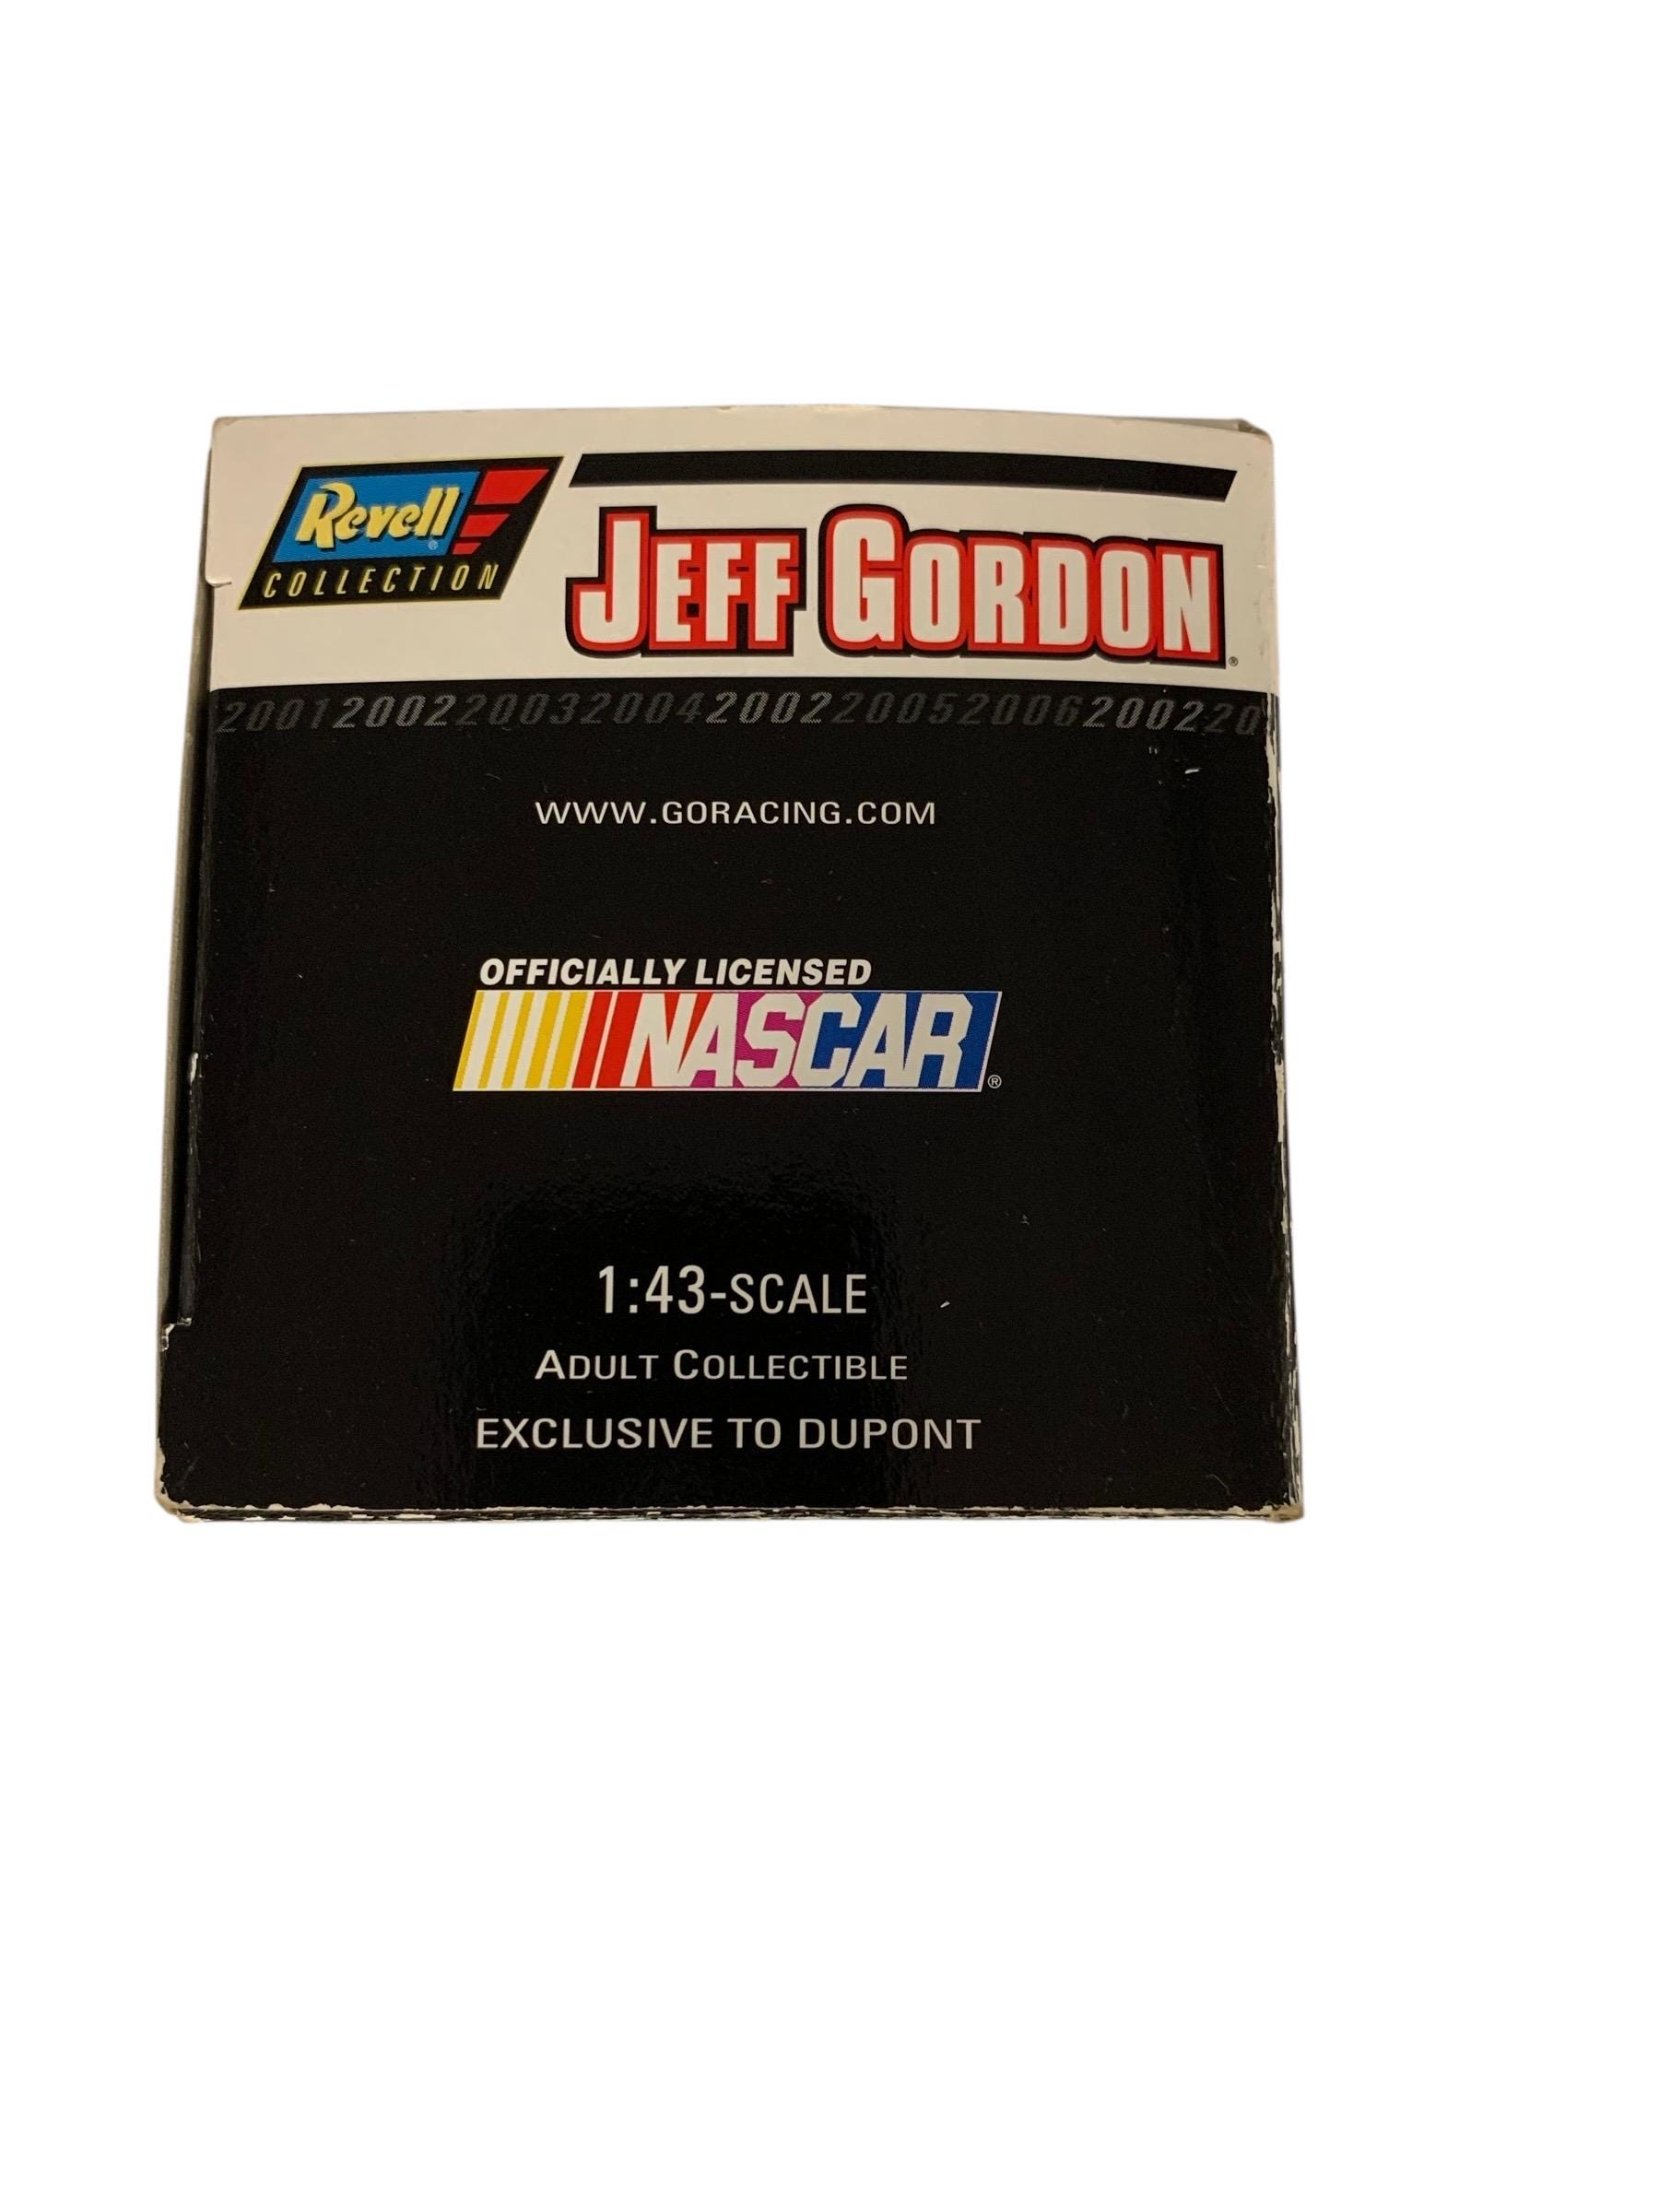 Revell®
COLLECTION
JEFF GORDON®
2001200220032004200220052006200220
WWW.GORACING.COM
OFFICIALLY LICENSED
NASCAR®
1:43-SCALE
ADULT COLLECTIBLE
EXCLUSIVE TO DUPONT